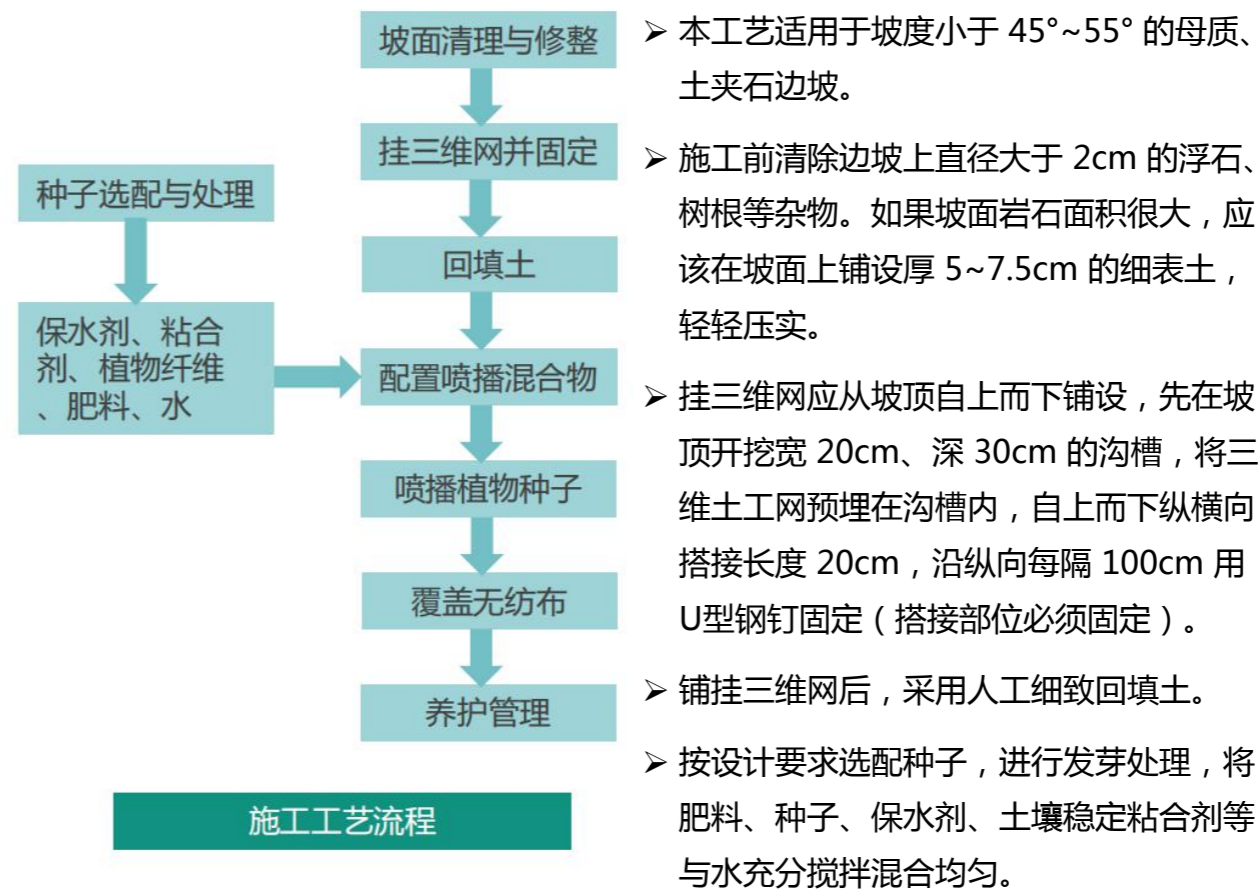 坡面清理与修整
挂三维网并固定
种子选配与处理
回填土
保水剂、粘合
剂、植物纤维
、肥料、水
配置喷播混合物
喷播植物种子
覆盖无纺布
养护管理
施工工艺流程
➢ 本工艺适用于坡度小于 45°~55° 的母质、
土夹石边坡。
➢ 施工前清除边坡上直径大于 2cm 的浮石、
树根等杂物。如果坡面岩石面积很大，应
该在坡面上铺设厚 5~7.5cm 的细表土，
轻轻压实。
➢ 挂三维网应从坡顶自上而下铺设，先在坡
顶开挖宽 20cm、深 30cm 的沟槽，将三
维土工网预埋在沟槽内，自上而下纵横向
搭接长度 20cm，沿纵向每隔 100cm 用
U型钢钉固定（搭接部位必须固定）。
➢ 铺挂三维网后，采用人工细致回填土。
➢ 按设计要求选配种子，进行发芽处理，将
肥料、种子、保水剂、土壤稳定粘合剂等
与水充分搅拌混合均匀。